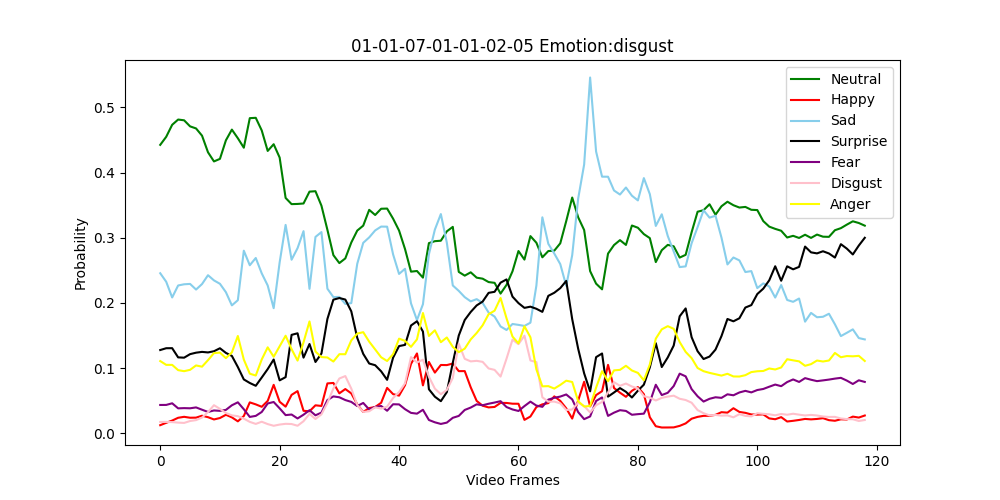 01-01-07-01-01-02-05 Emotion:disgust
Probability
0.5
0.4
0.3
0.2
0.1
0.0
0
20
40
60
80
100
120
Video Frames
Neutral
Happy
Sad
Surprise
Fear
Disgust
Anger